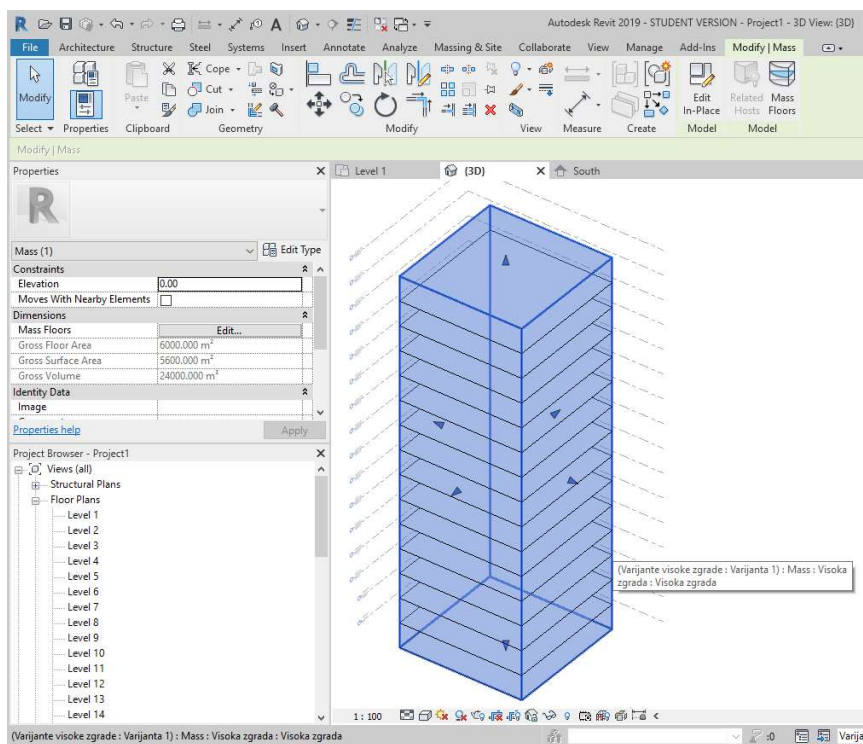 Autodesk Revit 2019 - STUDENT VERSION - Project1 - 3D View: {3D}
File Architecture Structure Steel Systems Insert Annotate Analyze Massing & Site Collaborate View Manage Add-Ins Modify | Mass
Modify Paste Cope Cut Join Edit In-Place Related Hosts Mass Floors
Select Properties Clipboard Geometry Modify View Measure Create Model Model
Modify | Mass
Properties
Mass (1) Edit Type
Constraints
Elevation 0.00
Moves With Nearby Elements
Dimensions
Mass Floors Edit...
Gross Floor Area 6000.000 m²
Gross Surface Area 5600.000 m²
Gross Volume 24000.000 m²
Identity Data
Image
Properties help Apply
Project Browser - Project1
Views (all)
Structural Plans
Floor Plans
Level 1
Level 2
Level 3
Level 4
Level 5
Level 6
Level 7
Level 8
Level 9
Level 10
Level 11
Level 12
Level 13
Level 14
Level 1 {3D} South
(Varijante visoke zgrade : Varijanta 1) : Mass : Visoka
zgrada : Visoka zgrada
1 : 100
(Varijante visoke zgrade : Varijanta 1) : Mass : Visoka zgrada : Visoka zgrada :0 Varija